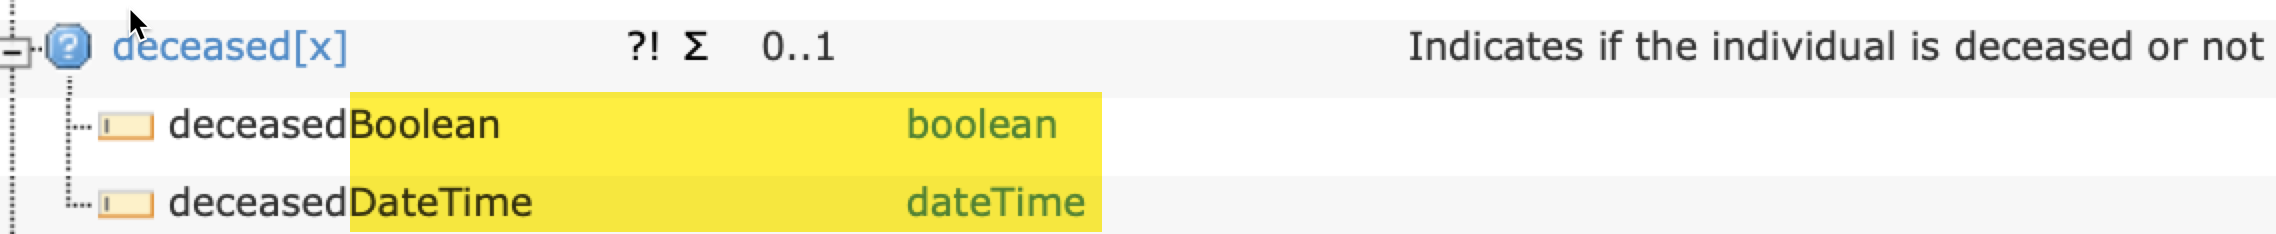 deceased[x] ?! Σ 0..1 Indicates if the individual is deceased or not
deceasedBoolean boolean
deceasedDateTime dateTime